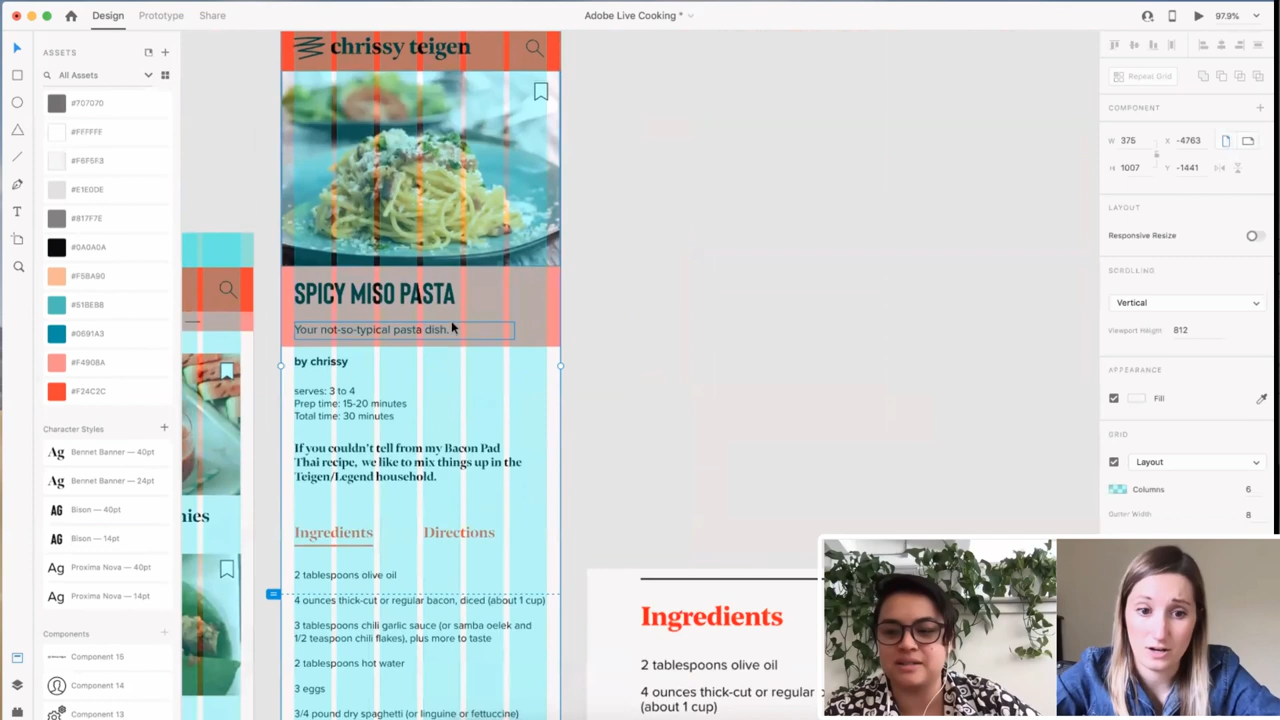 Design
Prototype
Share
Adobe Live Cooking *
97.9%
ASSETS
All Assets
#707070
#FFFFFE
#F6F5F3
#E1E0DE
#817F7E
#0A0A0A
#F5BA90
#51BEBB
#0691A3
#F4908A
#F24C2C
Character Styles
Ag Bennet Banner — 40pt
Ag Bennet Banner — 24pt
AG Bison — 40pt
AG Bison — 14pt
Ag Proxima Nova — 40pt
Ag Proxima Nova — 14pt
Components
Component 15
Component 14
Component 13
nies
chrissy teigen
SPICY MISO PASTA
Your not-so-typical pasta dish.
by chrissy
serves: 3 to 4
Prep time: 15-20 minutes
Total time: 30 minutes
If you couldn't tell from my Bacon Pad
Thai recipe, we like to mix things up in the
Teigen/Legend household.
Ingredients
Directions
2 tablespoons olive oil
4 ounces thick-cut or regular bacon, diced (about 1 cup)
3 tablespoons chili garlic sauce (or samba oelek and
1/2 teaspoon chili flakes), plus more to taste
2 tablespoons hot water
3 eggs
3/4 pound dry spaghetti (or linguine or fettuccine)
Ingredients
2 tablespoons olive oil
4 ounces thick-cut or regular
(about 1 cup)
Repeat Grid
COMPONENT
W 375
X -4763
H 1007
Y -1441
LAYOUT
Responsive Resize
SCROLLING
Vertical
Viewport Height 812
APPEARANCE
Fill
GRID
Layout
Columns 6
Gutter Width 8